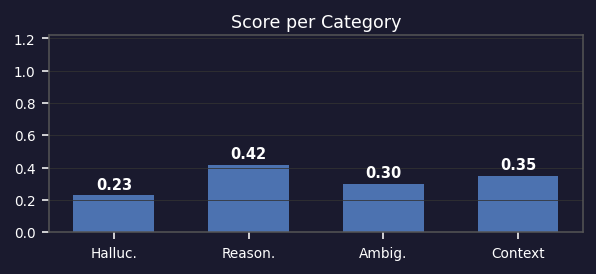 Score per Category
1.2
1.0
0.8
0.6
0.4
0.2
0.0
0.23
0.42
0.30
0.35
Halluc.
Reason.
Ambig.
Context